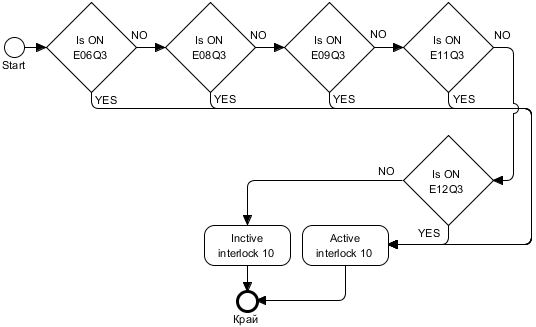 Start
Is ON
E06Q3
NO
YES
Is ON
E08Q3
NO
YES
Is ON
E09Q3
NO
YES
Is ON
E11Q3
NO
YES
Is ON
E12Q3
NO
YES
Inctive
interlock 10
Active
interlock 10
Край